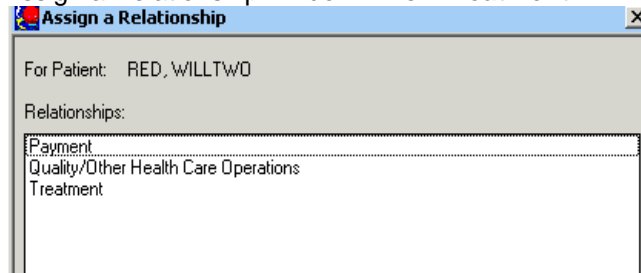 Assign a Relationship
For Patient: RED, WILLTWO
Relationships:
Payment
Quality/Other Health Care Operations
Treatment